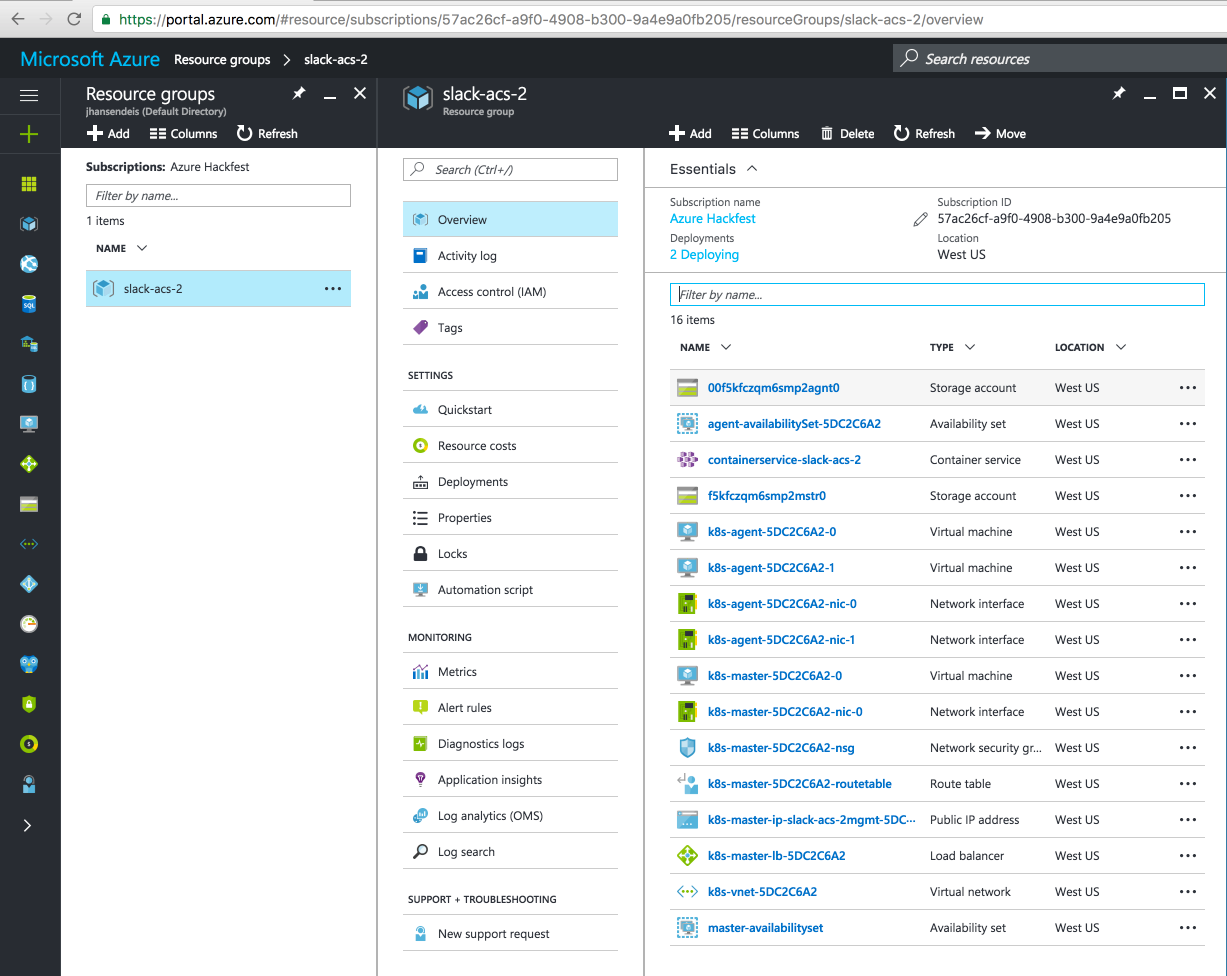 https://portal.azure.com/#resource/subscriptions/57ac26cf-a9f0-4908-b300-9a4e9a0fb205/resourceGroups/slack-acs-2/overview
Microsoft Azure Resource groups > slack-acs-2 Search resources
Resource groups
jhansendeis (Default Directory)
Add Columns Refresh
Subscriptions: Azure Hackfest
Filter by name...
1 items
NAME
slack-acs-2 ...
slack-acs-2
Resource group
Add Columns Delete Refresh Move
Search (Ctrl+/)
Overview
Activity log
Access control (IAM)
Tags
SETTINGS
Quickstart
Resource costs
Deployments
Properties
Locks
Automation script
MONITORING
Metrics
Alert rules
Diagnostics logs
Application insights
Log analytics (OMS)
Log search
SUPPORT + TROUBLESHOOTING
New support request
Essentials
Subscription name
Azure Hackfest
Deployments
2 Deploying
Subscription ID
57ac26cf-a9f0-4908-b300-9a4e9a0fb205
Location
West US
Filter by name...
16 items
NAME TYPE LOCATION
00f5kfczqm6smp2agnt0 Storage account West US ...
agent-availabilitySet-5DC2C6A2 Availability set West US ...
containerservice-slack-acs-2 Container service West US ...
f5kfczqm6smp2mstr0 Storage account West US ...
k8s-agent-5DC2C6A2-0 Virtual machine West US ...
k8s-agent-5DC2C6A2-1 Virtual machine West US ...
k8s-agent-5DC2C6A2-nic-0 Network interface West US ...
k8s-agent-5DC2C6A2-nic-1 Network interface West US ...
k8s-master-5DC2C6A2-0 Virtual machine West US ...
k8s-master-5DC2C6A2-nic-0 Network interface West US ...
k8s-master-5DC2C6A2-nsg Network security gr... West US ...
k8s-master-5DC2C6A2-routetable Route table West US ...
k8s-master-ip-slack-acs-2mgmt-5DC... Public IP address West US ...
k8s-master-lb-5DC2C6A2 Load balancer West US ...
k8s-vnet-5DC2C6A2 Virtual network West US ...
master-availabilityset Availability set West US ...